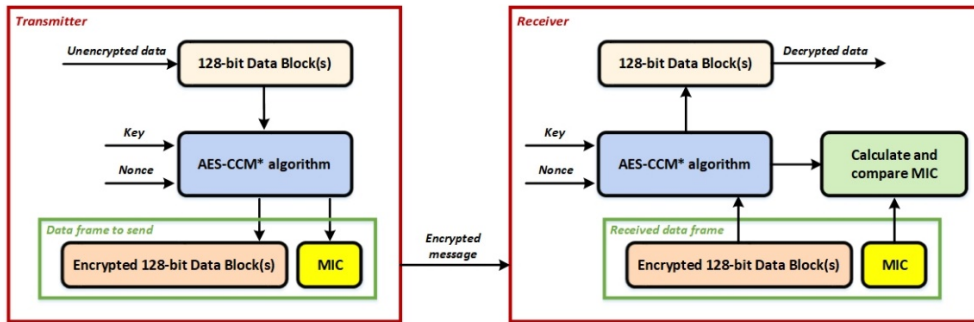 Transmitter
Unencrypted data
128-bit Data Block(s)
Key
Nonce
AES-CCM* algorithm
Data frame to send
Encrypted 128-bit Data Block(s)
MIC
Encrypted
message
Receiver
128-bit Data Block(s)
Decrypted data
Key
Nonce
AES-CCM* algorithm
Calculate and
compare MIC
Received data frame
Encrypted 128-bit Data Block(s)
MIC